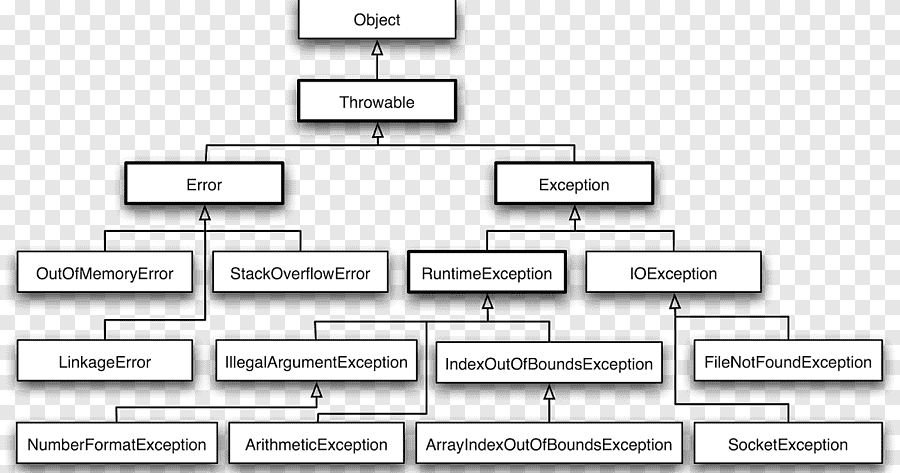 Object
Throwable
Error
Exception
OutOfMemoryError
StackOverflowError
RuntimeException
IOException
LinkageError
IllegalArgumentException
IndexOutOfBoundsException
FileNotFoundException
NumberFormatException
ArithmeticException
ArrayIndexOutOfBoundsException
SocketException